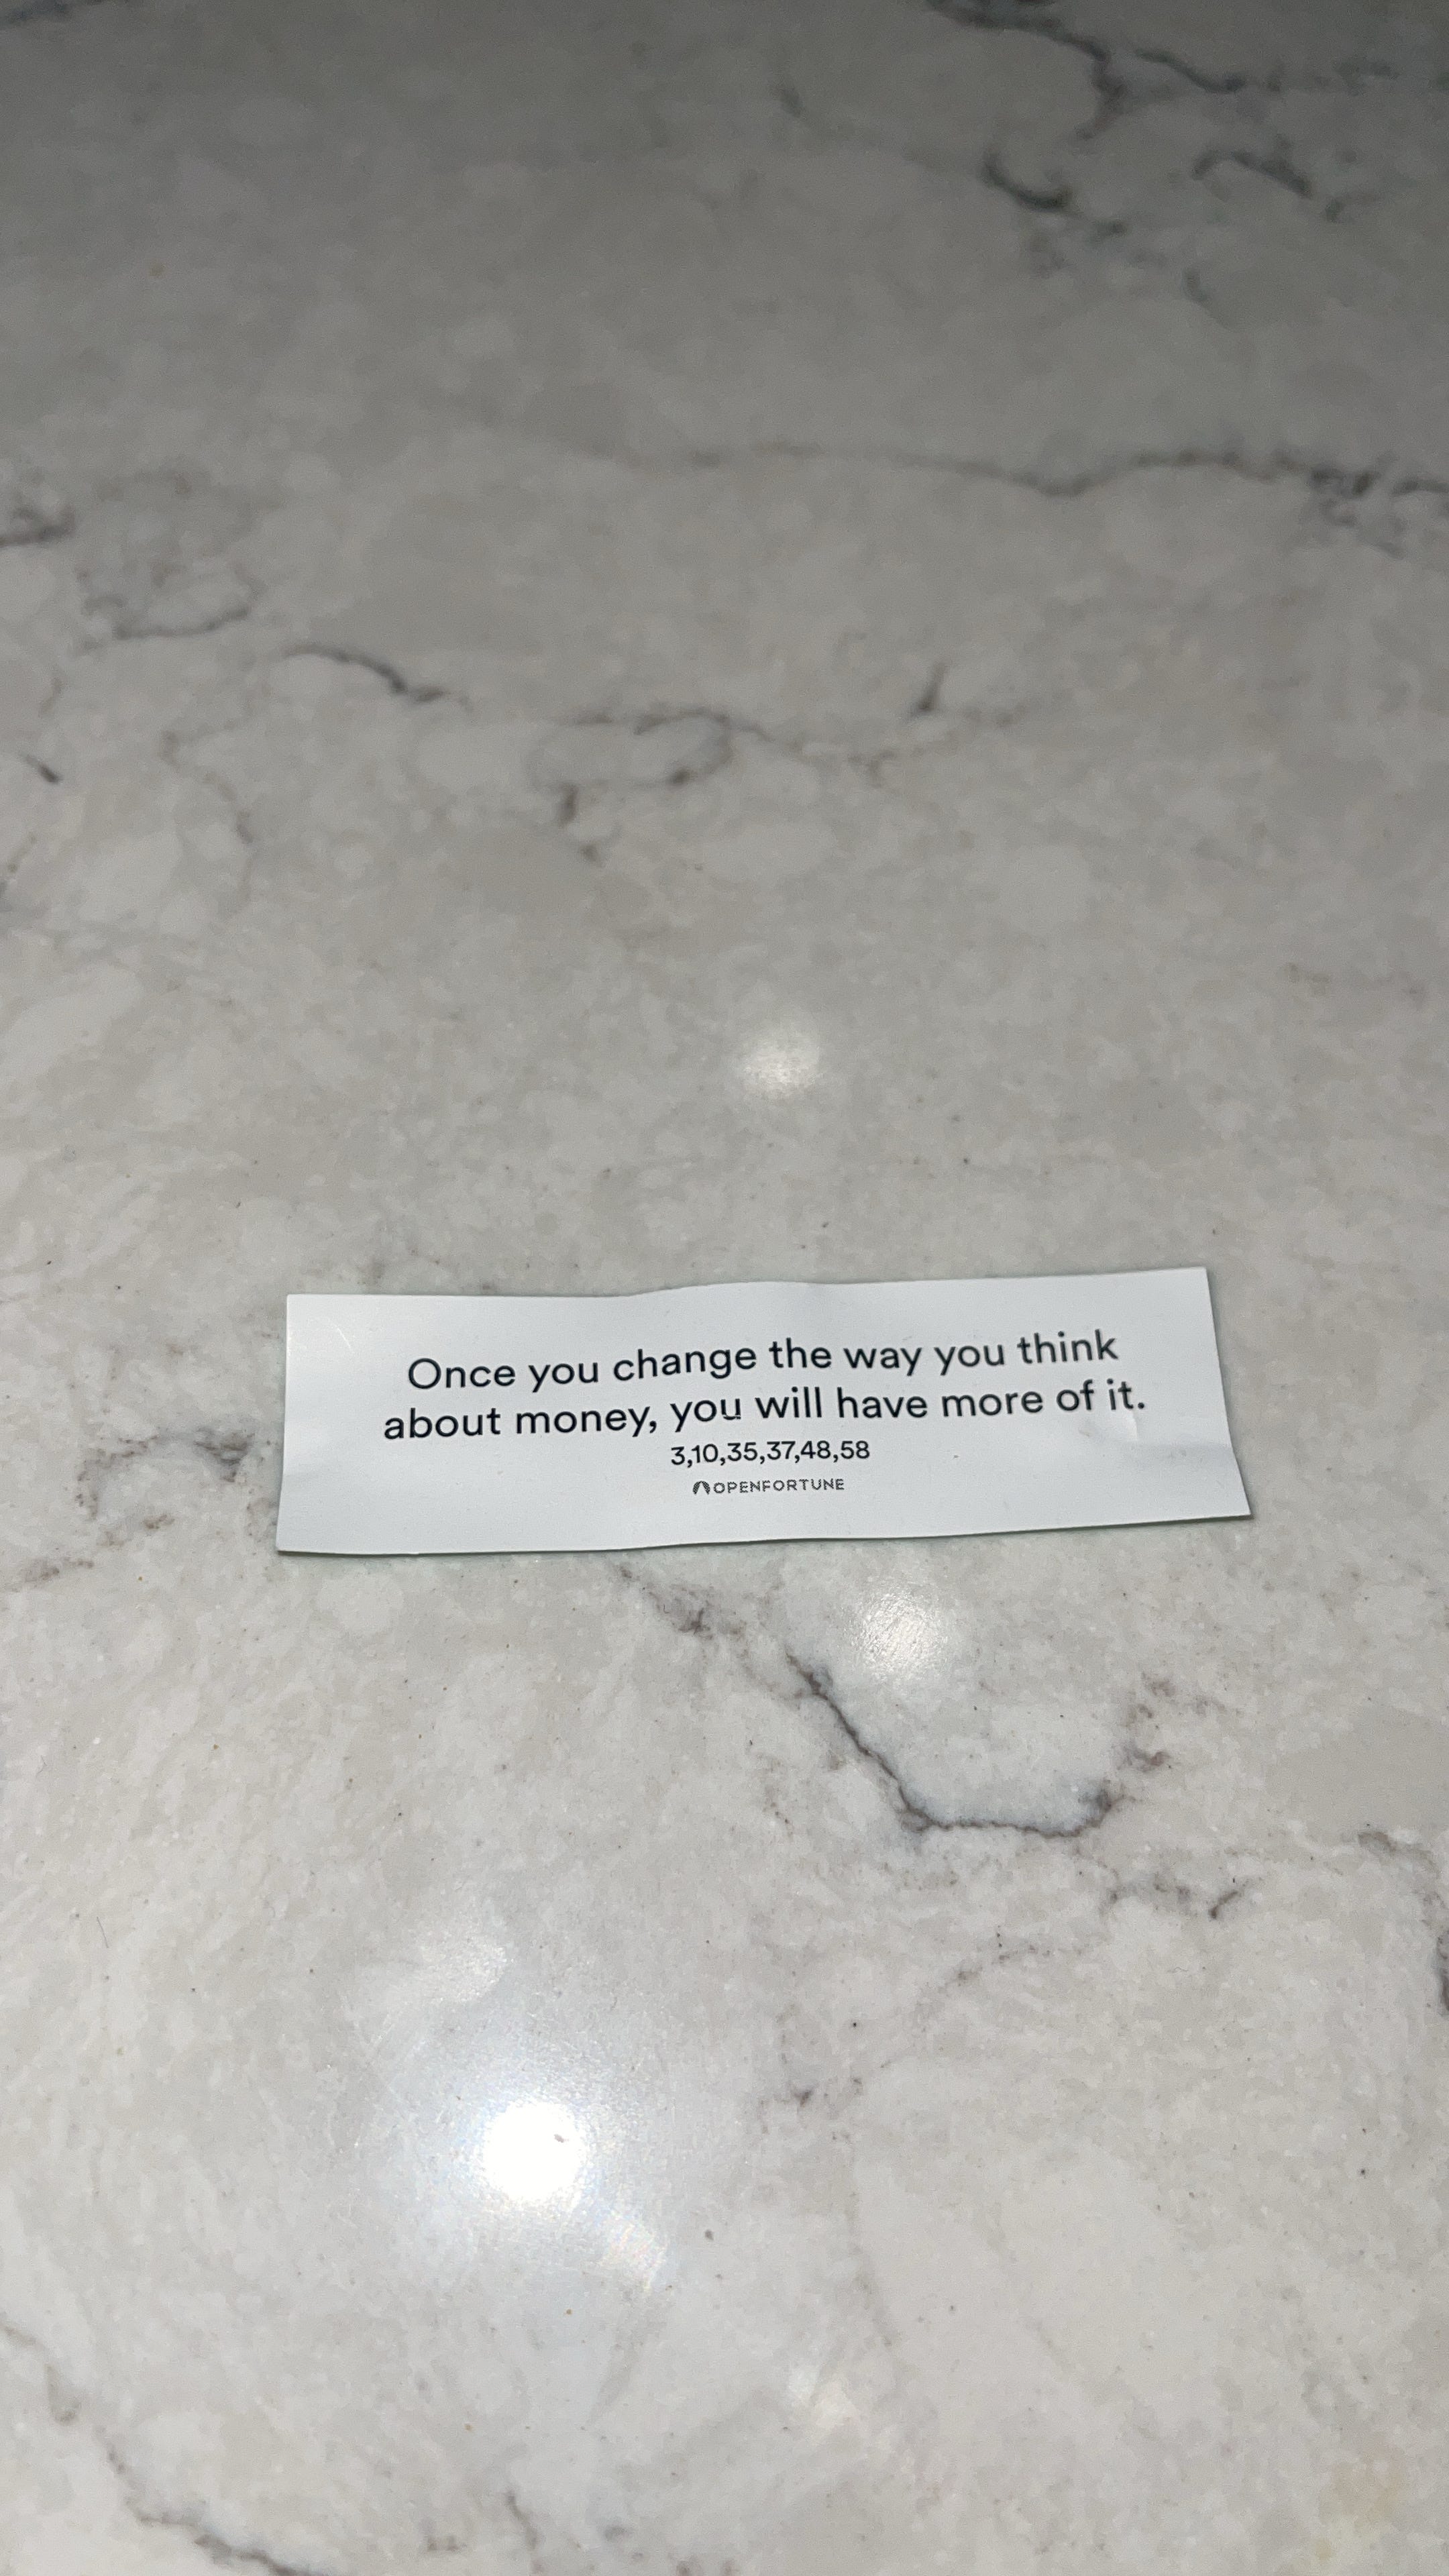 Once you change the way you think
about money, you will have more of it.
3,10,35,37,48,58
OPENFORTUNE